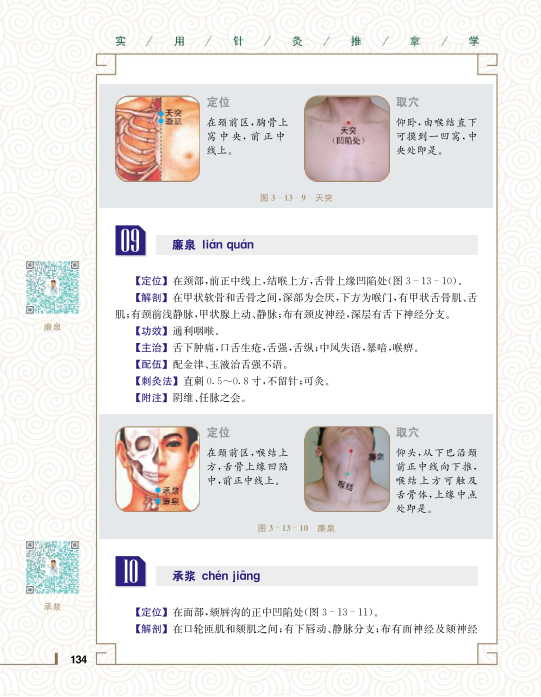 实 / 用 / 针 / 灸 / 推 / 拿 / 学
天突
定位
在颈前区,胸骨上
窝中央,前正中
线上。
天突
(凹陷处)
取穴
仰卧,由喉结直下
可摸到一凹窝,中
央处即是。
图 3-13-9 天突
09
廉泉 lián quán
廉泉
【定位】在颈部,前正中线上,结喉上方,舌骨上缘凹陷处(图 3-13-10)。
【解剖】在甲状软骨和舌骨之间,深部为会厌,下方为喉门,有甲状舌骨肌、舌
肌;有颈前浅静脉,甲状腺上动、静脉;布有颈皮神经,深层有舌下神经分支。
【功效】通利咽喉。
【主治】舌下肿痛,口舌生疮,舌强,舌纵;中风失语,暴喑,喉痹。
【配伍】配金津、玉液治舌强不语。
【刺灸法】直刺 0.5～0.8 寸,不留针;可灸。
【附注】阴维、任脉之会。
承浆
廉泉
定位
在颈前区,喉结上
方,舌骨上缘凹陷
中,前正中线上。
廉泉
喉结
取穴
仰头,从下巴沿颈
前正中线向下推,
喉结上方可触及
舌骨体,上缘中点
处即是。
图 3-13-10 廉泉
10
承浆 chén jiāng
承浆
【定位】在面部,颏唇沟的正中凹陷处(图 3-13-11)。
【解剖】在口轮匝肌和颏肌之间;有下唇动、静脉分支;布有面神经及颏神经
134